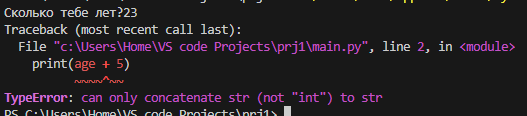 Сколько тебе лет?23
Traceback (most recent call last):
  File "c:\Users\Home\VS code Projects\prj1\main.py", line 2, in <module>
    print(age + 5)
          ~~~~^~~
TypeError: can only concatenate str (not "int") to str
PS C:\Users\Home\VS code Projects\prj1>